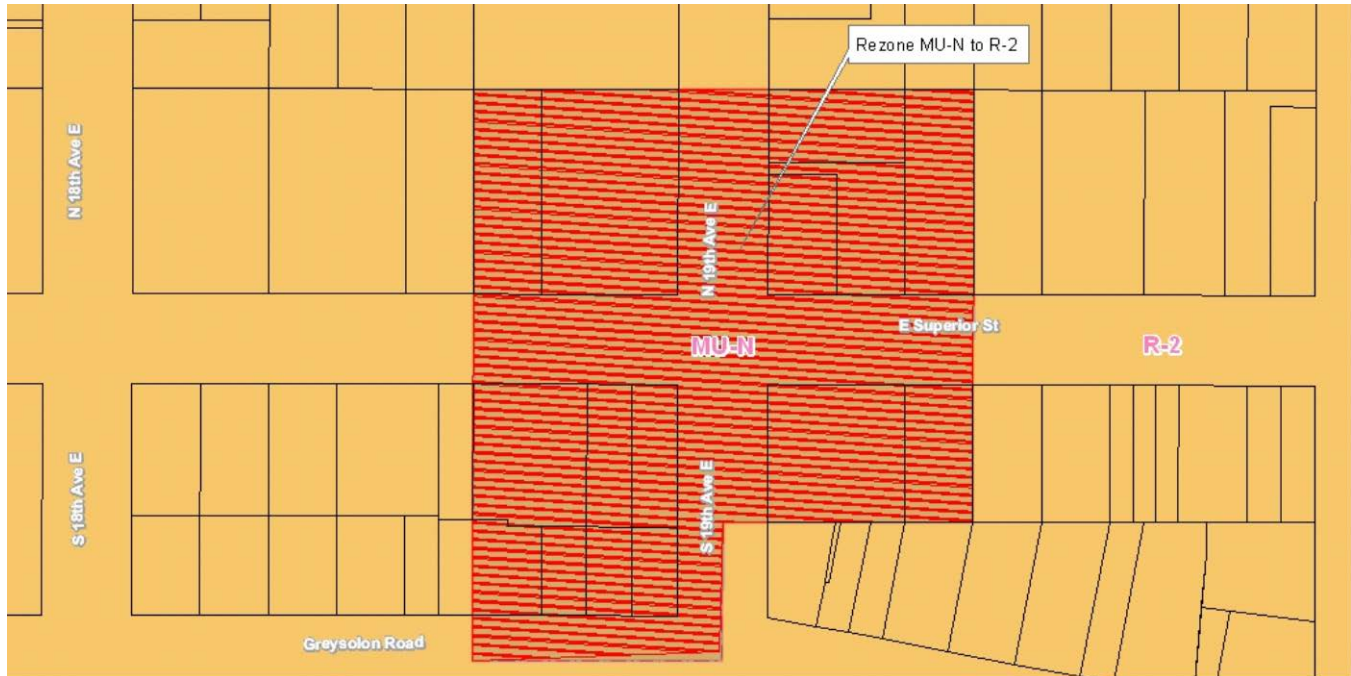 Rezone MU-N to R-2
N 18th Ave E
N 19th Ave E
E Superior St
MU-N
R-2
S 18th Ave E
S 19th Ave E
Greysolon Road